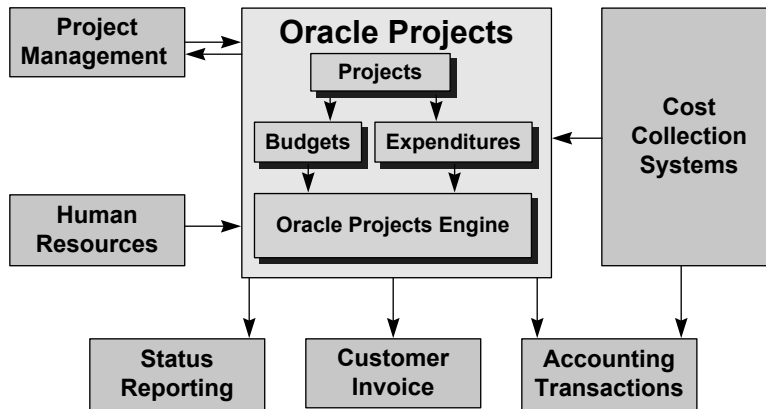 Project
Management
Oracle Projects
Projects
Budgets
Expenditures
Oracle Projects Engine
Cost
Collection
Systems
Human
Resources
Status
Reporting
Customer
Invoice
Accounting
Transactions